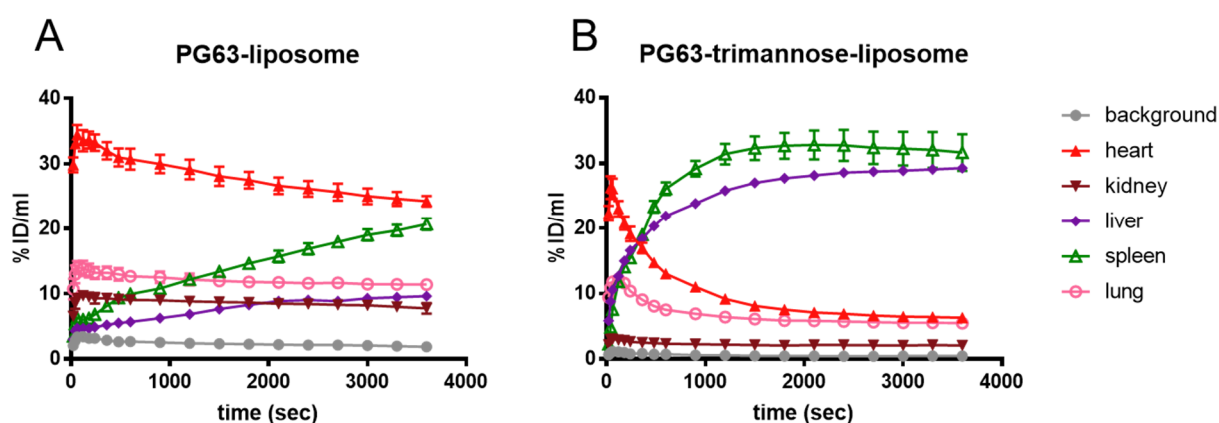 A
PG63-liposome
% ID/ml
40
30
20
10
0
0 1000 2000 3000 4000
time (sec)
B
PG63-trimannose-liposome
% ID/ml
40
30
20
10
0
0 1000 2000 3000 4000
time (sec)
background
heart
kidney
liver
spleen
lung